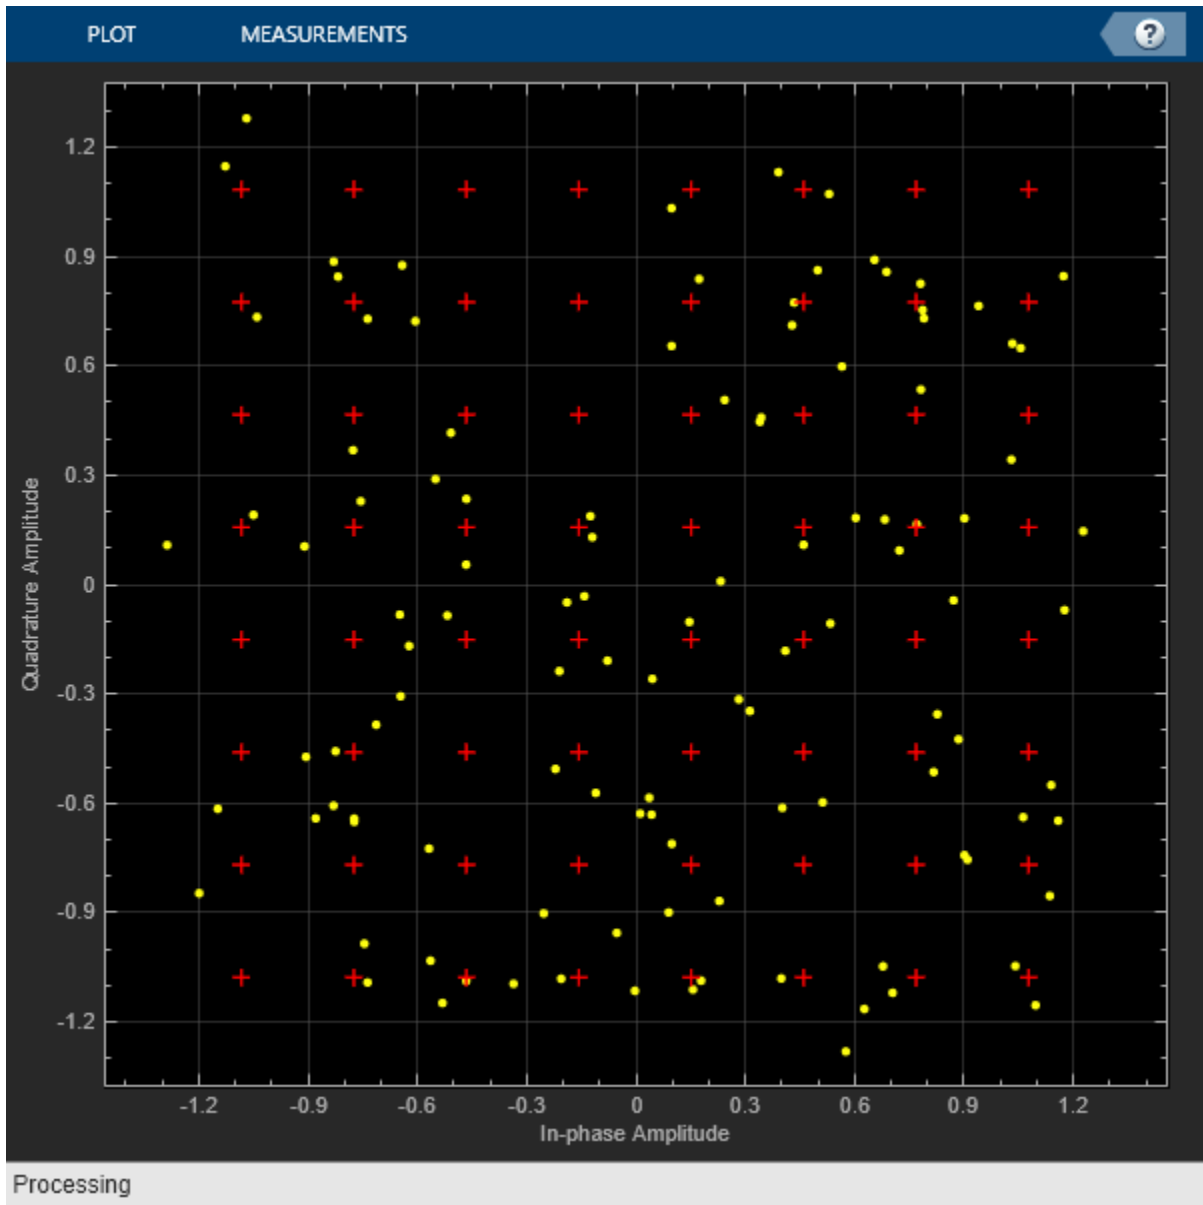 PLOT MEASUREMENTS ?
1.2
0.9
0.6
0.3
0
-0.3
-0.6
-0.9
-1.2
Quadrature Amplitude
-1.2 -0.9 -0.6 -0.3 0 0.3 0.6 0.9 1.2
In-phase Amplitude
Processing